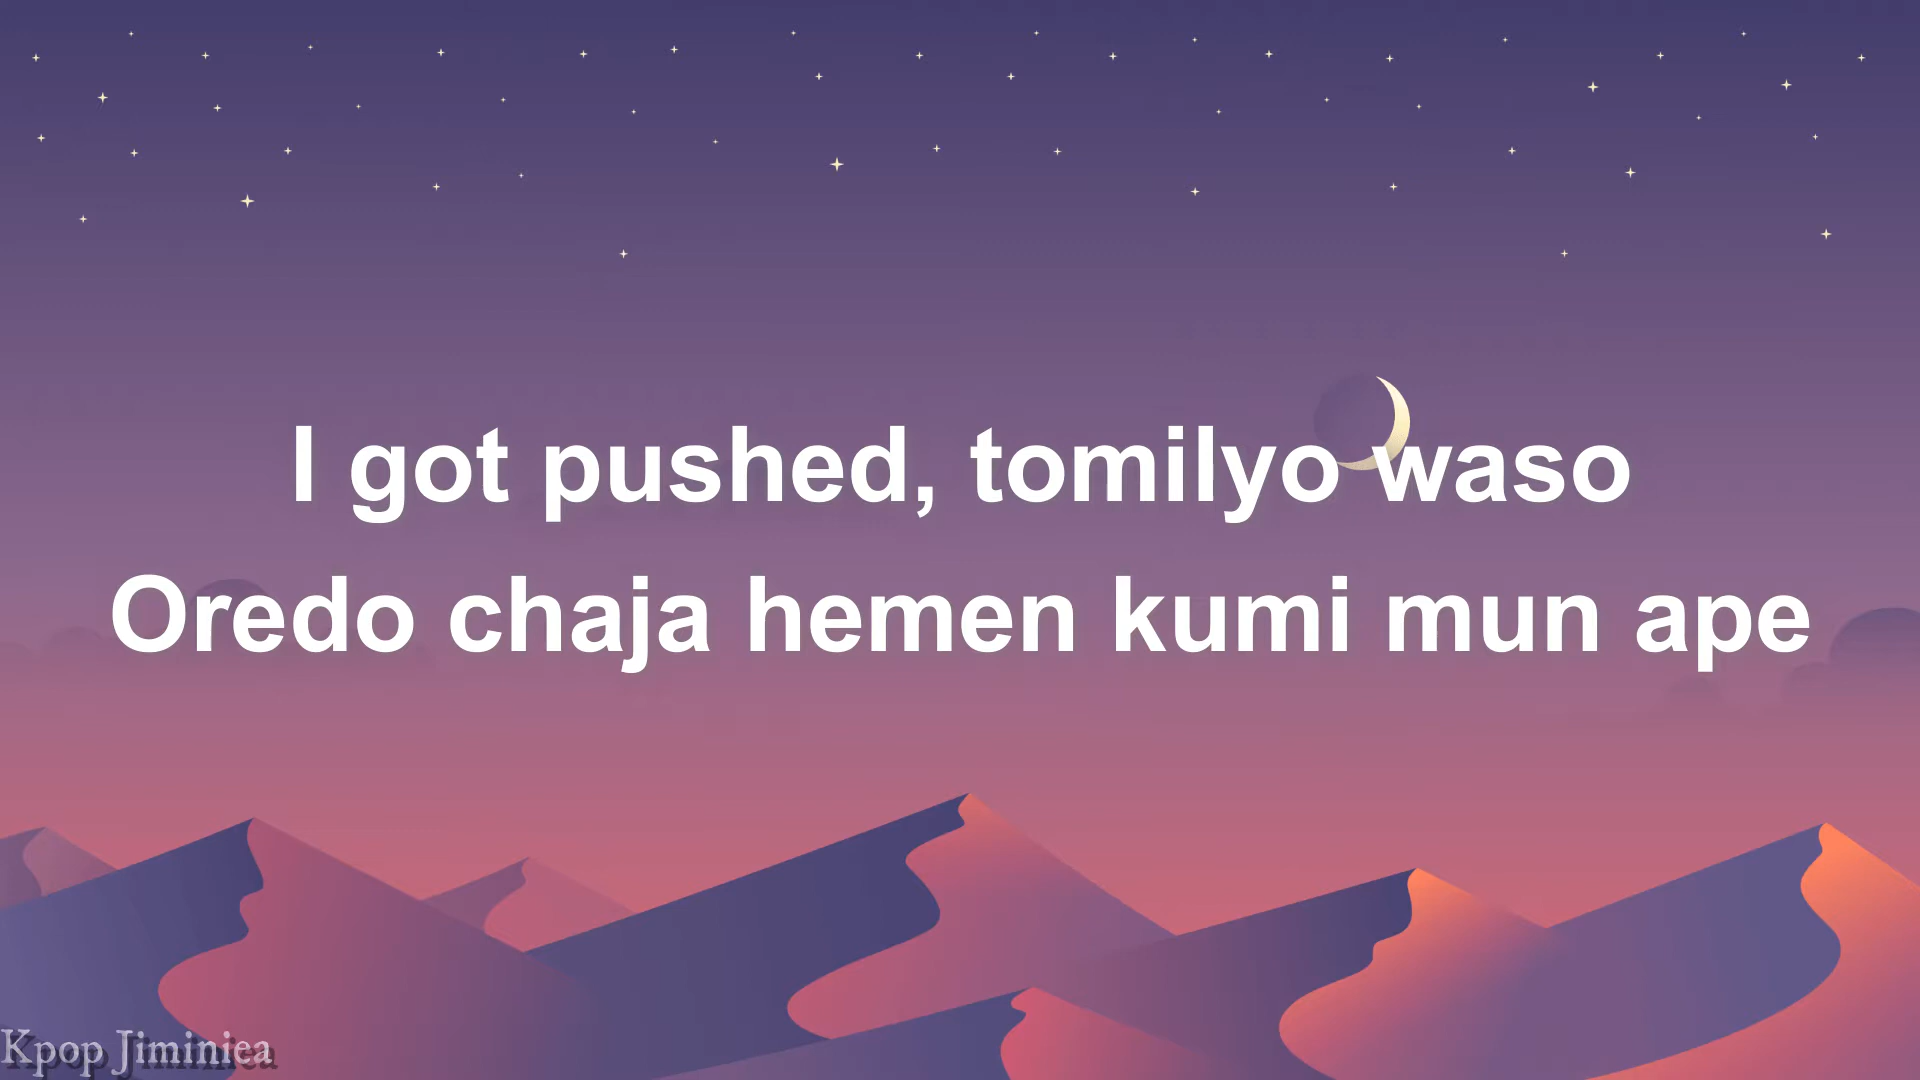 I got pushed, tomilyo waso
Oredo chaja hemen kumi mun ape
Kpop Jiminiea